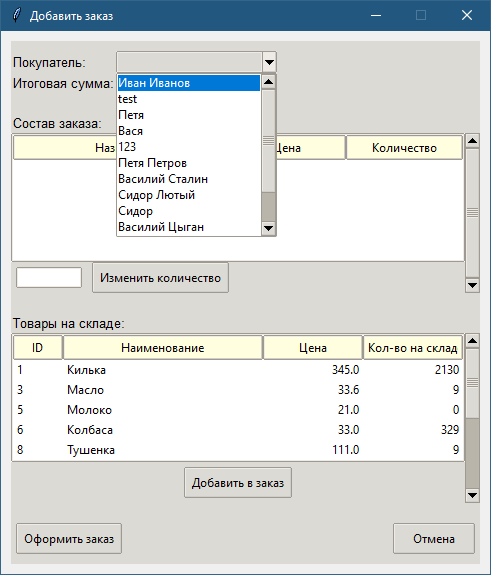 Добавить заказ
Покупатель:
Итоговая сумма:
Иван Иванов
test
Петя
Вася
123
Петя Петров
Василий Сталин
Сидор Лютый
Сидор
Василий Цыган
Состав заказа:
Наз Цена Количество
Изменить количество
Товары на складе:
ID Наименование Цена Кол-во на склад
1 Килька 345.0 2130
3 Масло 33.6 9
5 Молоко 21.0 0
6 Колбаса 33.0 329
8 Тушенка 111.0 9
Добавить в заказ
Оформить заказ Отмена